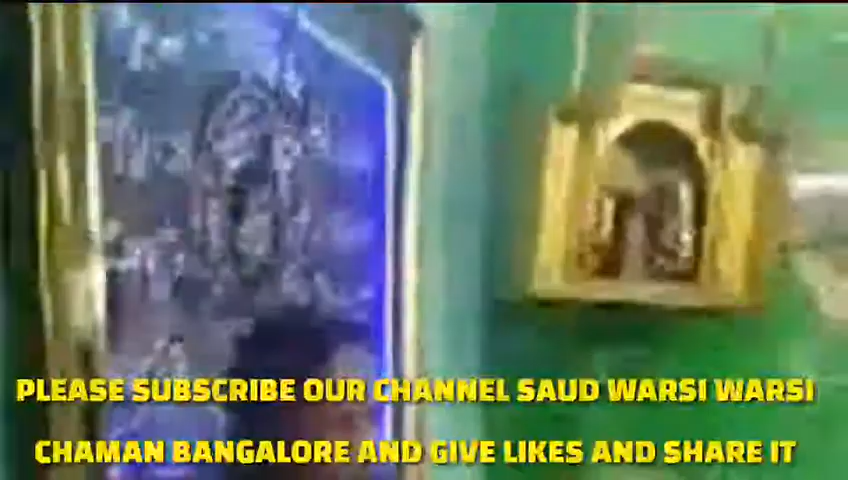 PLEASE SUBSCRIBE OUR CHANNEL SAUD WARSI WARSI
CHAMAN BANGALORE AND GIVE LIKES AND SHARE IT